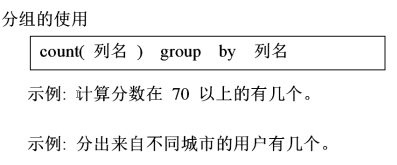 分组的使用
count( 列名 ) group by 列名
示例: 计算分数在 70 以上的有几个。
示例: 分出来自不同城市的用户有几个。